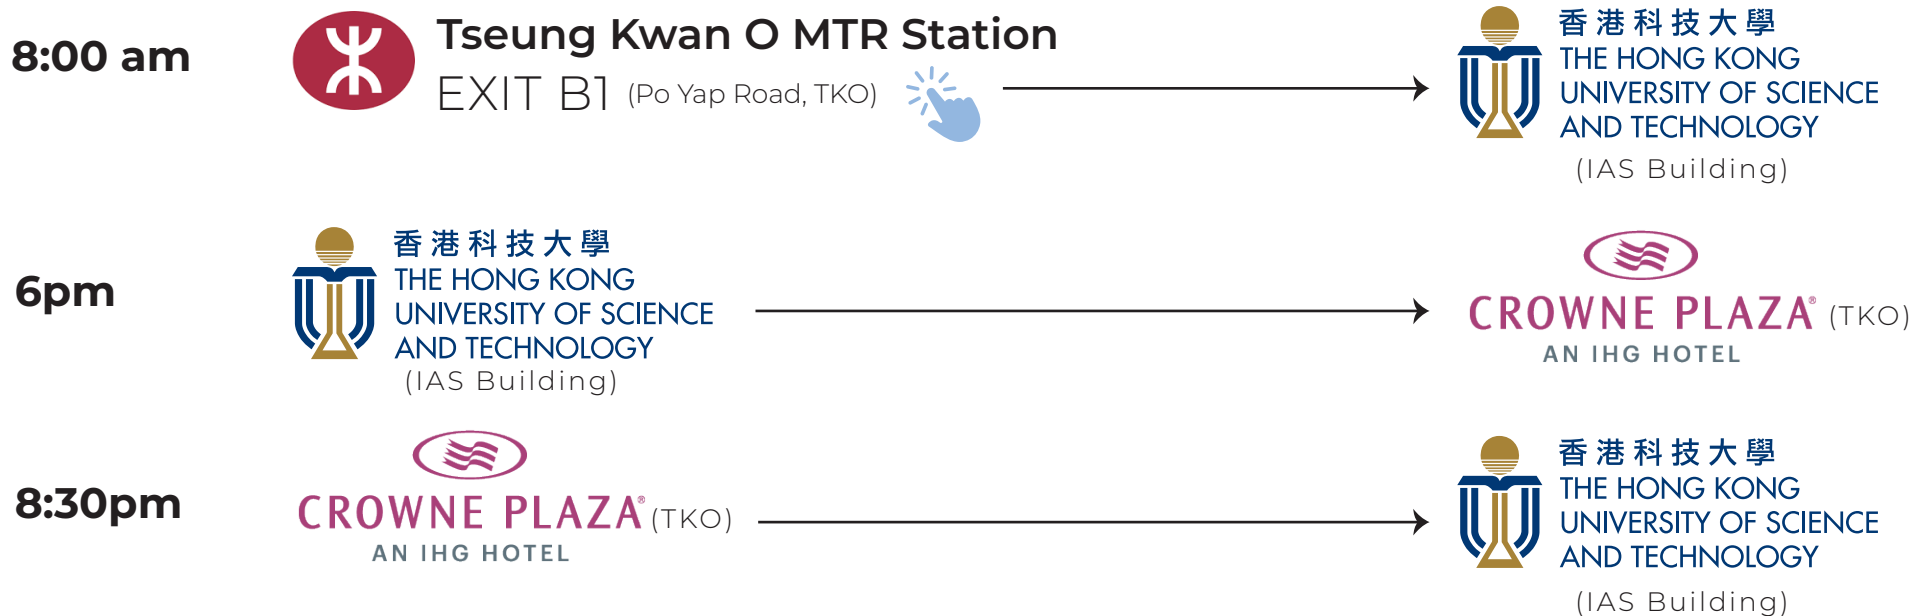 8:00 am
Tseung Kwan O MTR Station
EXIT B1 (Po Yap Road, TKO)
香港科技大學
THE HONG KONG
UNIVERSITY OF SCIENCE
AND TECHNOLOGY
(IAS Building)
6pm
香港科技大學
THE HONG KONG
UNIVERSITY OF SCIENCE
AND TECHNOLOGY
(IAS Building)
CROWNE PLAZA® (TKO)
AN IHG HOTEL
8:30pm
CROWNE PLAZA® (TKO)
AN IHG HOTEL
香港科技大學
THE HONG KONG
UNIVERSITY OF SCIENCE
AND TECHNOLOGY
(IAS Building)